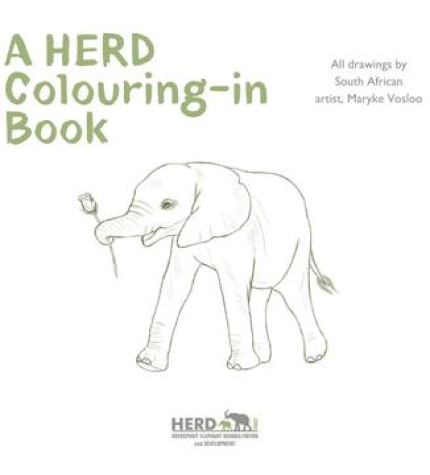 A HERD
Colouring-in
Book
All drawings by
South African
artist, Maryke Vosloo
HERD
HOEDSPRUIT ELEPHANT REHABILITATION
and DEVELOPMENT